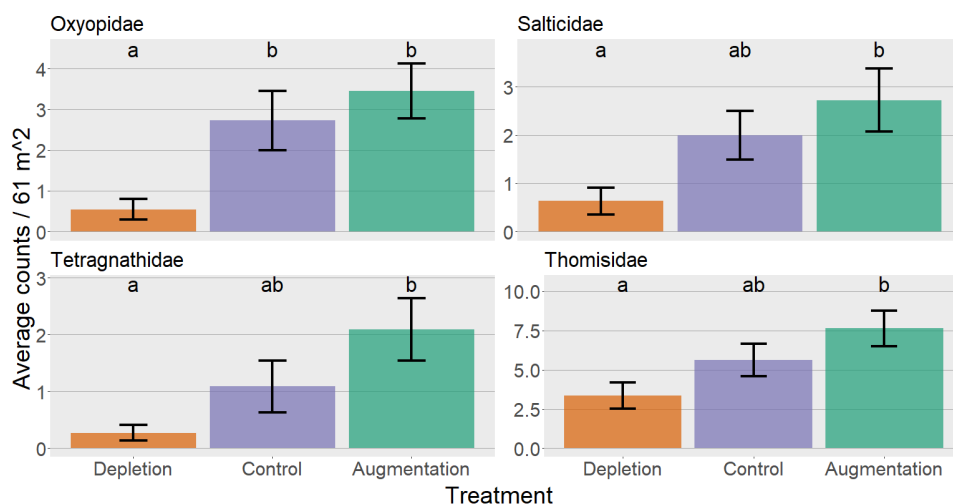 Oxyopidae
a b b
4
3
2
1
0
Salticidae
a ab b
3
2
1
0
Tetragnathidae
a ab b
3
2
1
0
Depletion Control Augmentation
Thomisidae
a ab b
10.0
7.5
5.0
2.5
0.0
Depletion Control Augmentation
Average counts / 61 m^2
Treatment